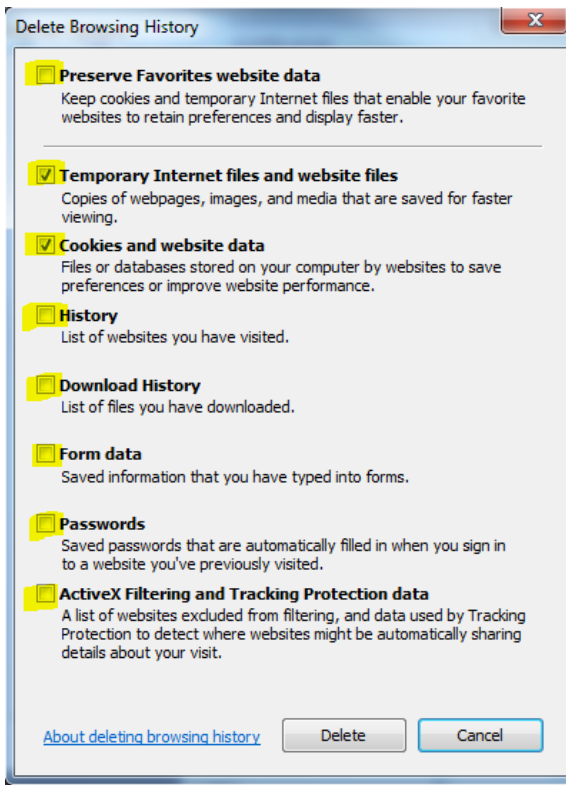 Delete Browsing History
Preserve Favorites website data
Keep cookies and temporary Internet files that enable your favorite
websites to retain preferences and display faster.
Temporary Internet files and website files
Copies of webpages, images, and media that are saved for faster
viewing.
Cookies and website data
Files or databases stored on your computer by websites to save
preferences or improve website performance.
History
List of websites you have visited.
Download History
List of files you have downloaded.
Form data
Saved information that you have typed into forms.
Passwords
Saved passwords that are automatically filled in when you sign in
to a website you've previously visited.
ActiveX Filtering and Tracking Protection data
A list of websites excluded from filtering, and data used by Tracking
Protection to detect where websites might be automatically sharing
details about your visit.
About deleting browsing history Delete Cancel